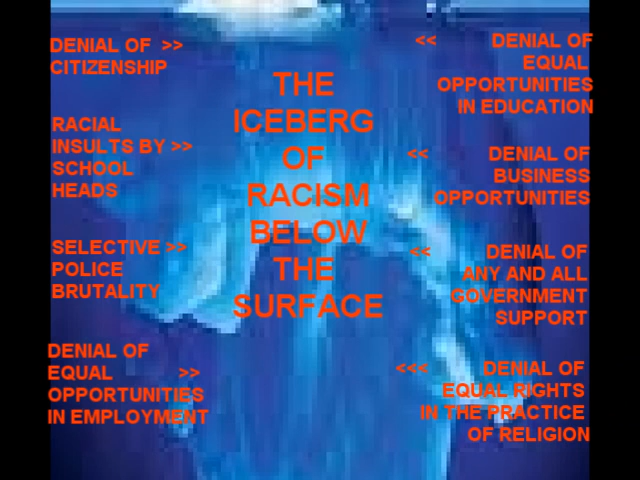 DENIAL OF >>
CITIZENSHIP
RACIAL
INSULTS BY >>
SCHOOL
HEADS
SELECTIVE >>
POLICE
BRUTALITY
DENIAL OF
EQUAL >>
OPPORTUNITIES
IN EMPLOYMENT
THE
ICEBERG
OF
RACISM
BELOW
THE
SURFACE
<< DENIAL OF
EQUAL
OPPORTUNITIES
IN EDUCATION
<< DENIAL OF
BUSINESS
OPPORTUNITIES
<< DENIAL OF
ANY AND ALL
GOVERNMENT
SUPPORT
<<< DENIAL OF
EQUAL RIGHTS
IN THE PRACTICE
OF RELIGION